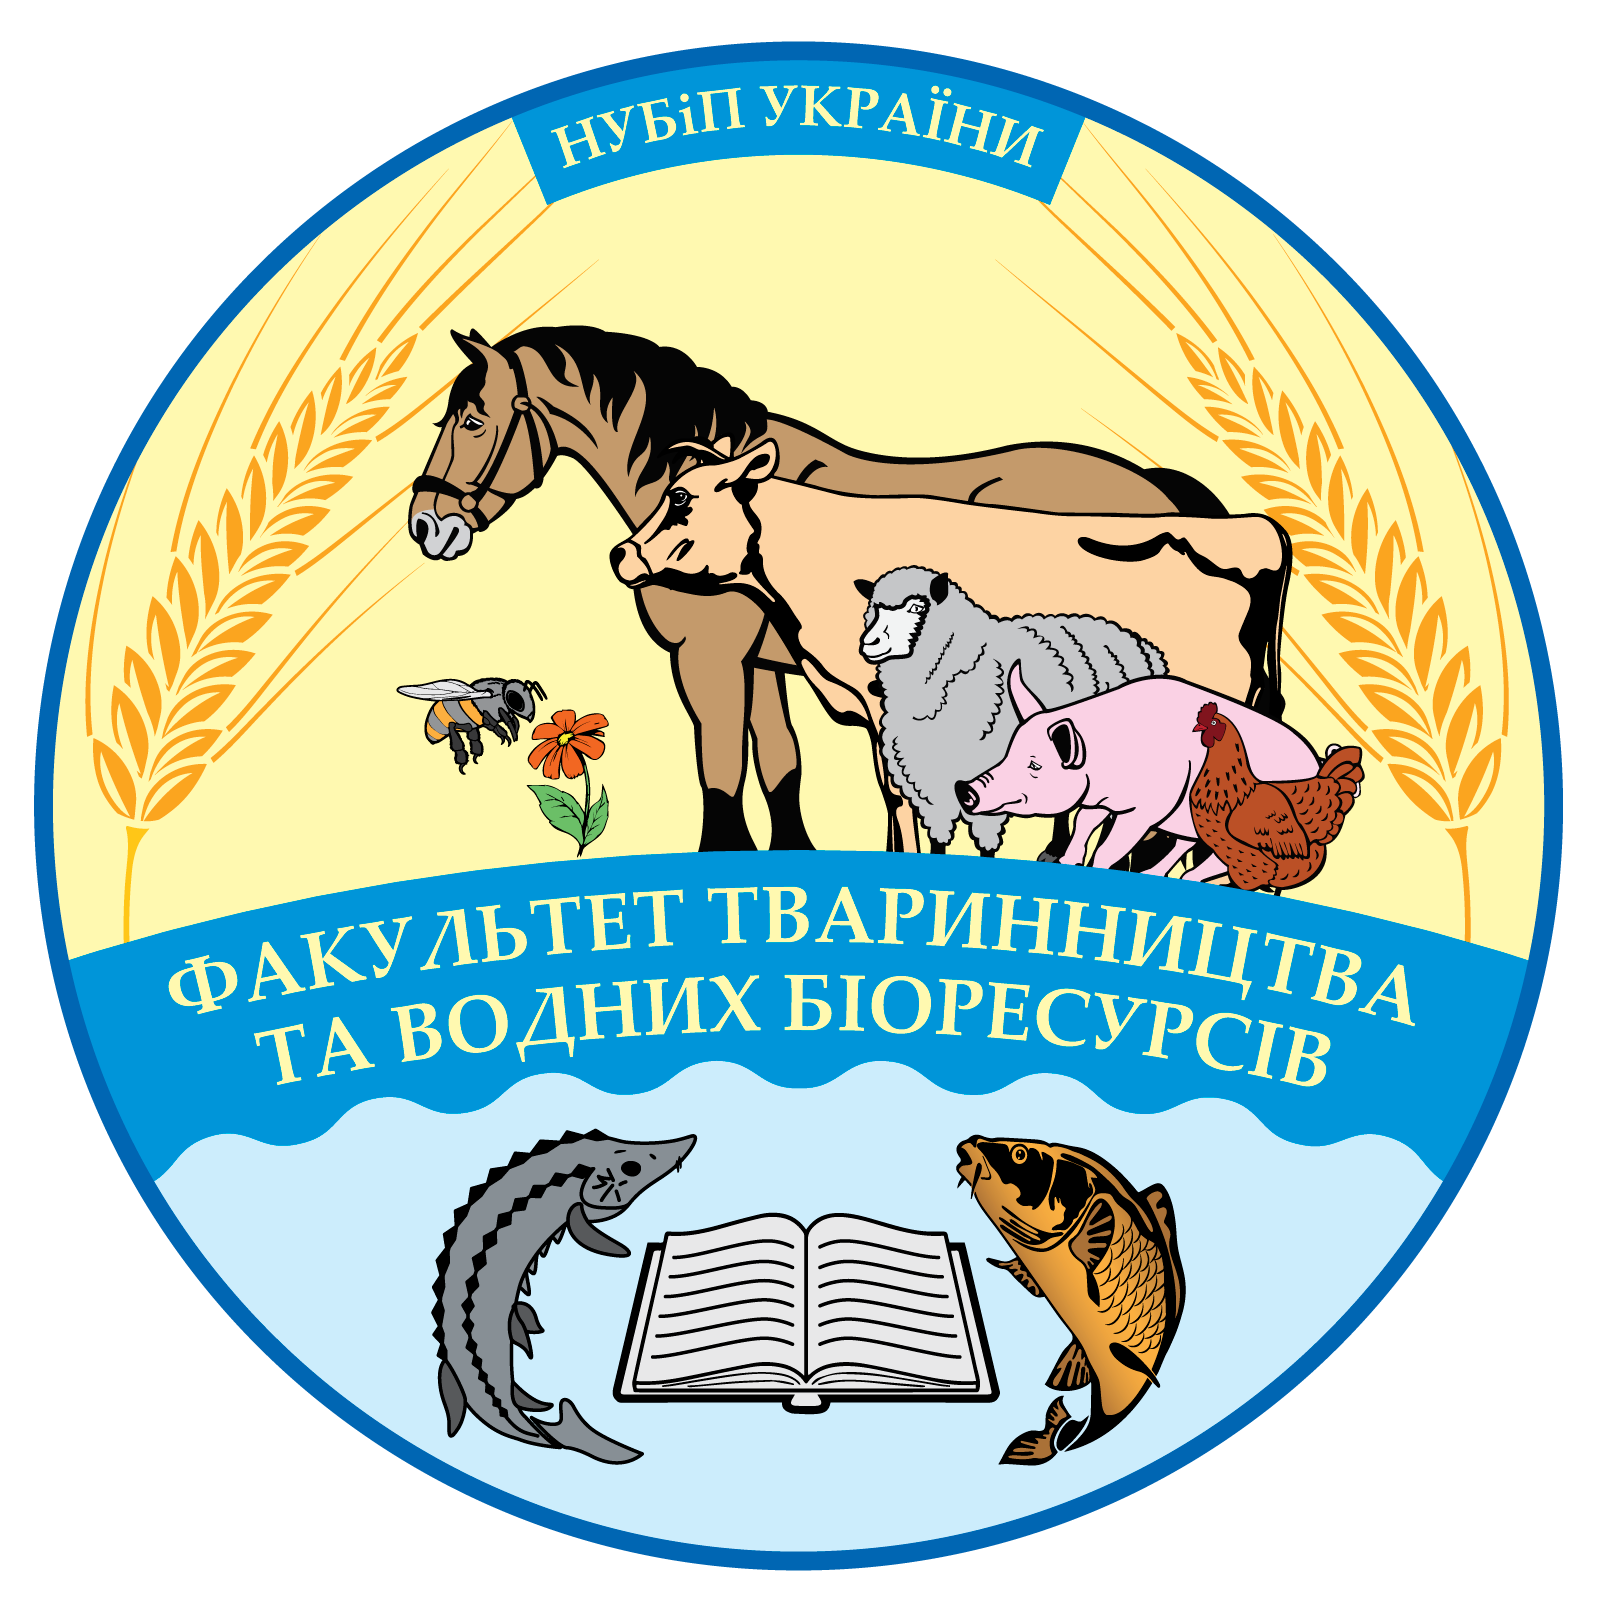 НУБіП УКРАЇНИ
ФАКУЛЬТЕТ ТВАРИННИЦТВА
ТА ВОДНИХ БІОРЕСУРСІВ